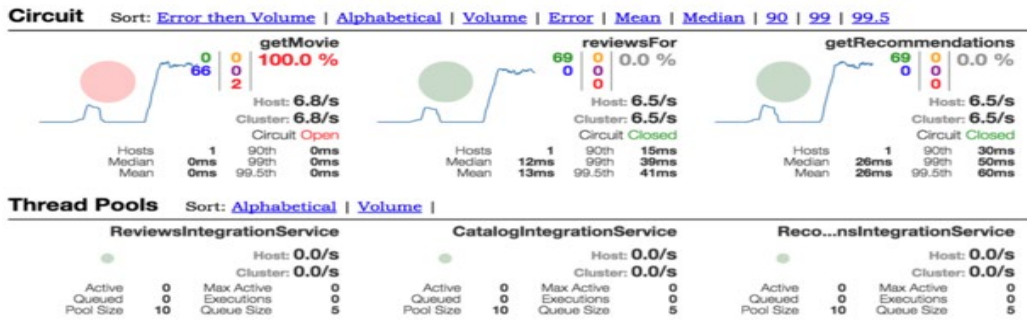 Circuit Sort: Error then Volume | Alphabetical | Volume | Error | Mean | Median | 90 | 99 | 99.5
getMovie
0 0 100.0 %
66 0
2
Host: 6.8/s
Cluster: 6.8/s
Circuit Open
Hosts 1 90th 0ms
Median 0ms 99th 0ms
Mean 0ms 99.5th 0ms
reviewsFor
69 0 0.0 %
0 0
0
Host: 6.5/s
Cluster: 6.5/s
Circuit Closed
Hosts 1 90th 15ms
Median 12ms 99th 39ms
Mean 13ms 99.5th 41ms
getRecommendations
69 0 0.0 %
0 0
0
Host: 6.5/s
Cluster: 6.5/s
Circuit Closed
Hosts 1 90th 30ms
Median 26ms 99th 50ms
Mean 26ms 99.5th 60ms
Thread Pools Sort: Alphabetical | Volume |
ReviewsIntegrationService
Host: 0.0/s
Cluster: 0.0/s
Active 0 Max Active 0
Queued 0 Executions 0
Pool Size 10 Queue Size 5
CatalogIntegrationService
Host: 0.0/s
Cluster: 0.0/s
Active 0 Max Active 0
Queued 0 Executions 0
Pool Size 10 Queue Size 5
Reco...nsIntegrationService
Host: 0.0/s
Cluster: 0.0/s
Active 0 Max Active 0
Queued 0 Executions 0
Pool Size 10 Queue Size 5